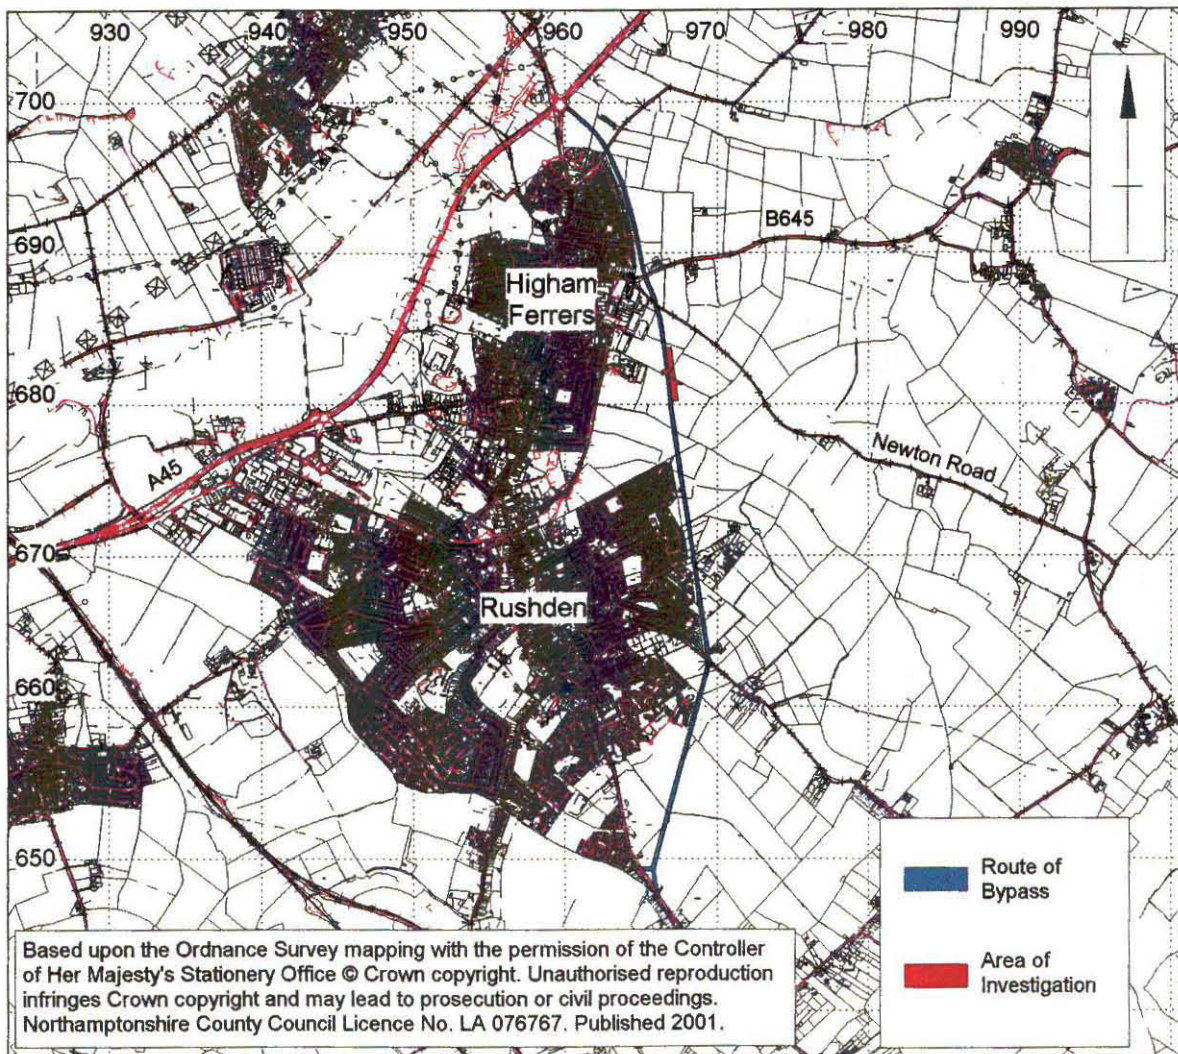 930 940 950 960 970 980 990
700
690
B645
Higham
Ferrers
680
A45
Newton Road
670
Rushden
660
650
Route of
Bypass
Area of
Investigation
Based upon the Ordnance Survey mapping with the permission of the Controller
of Her Majesty's Stationery Office © Crown copyright. Unauthorised reproduction
infringes Crown copyright and may lead to prosecution or civil proceedings.
Northamptonshire County Council Licence No. LA 076767. Published 2001.